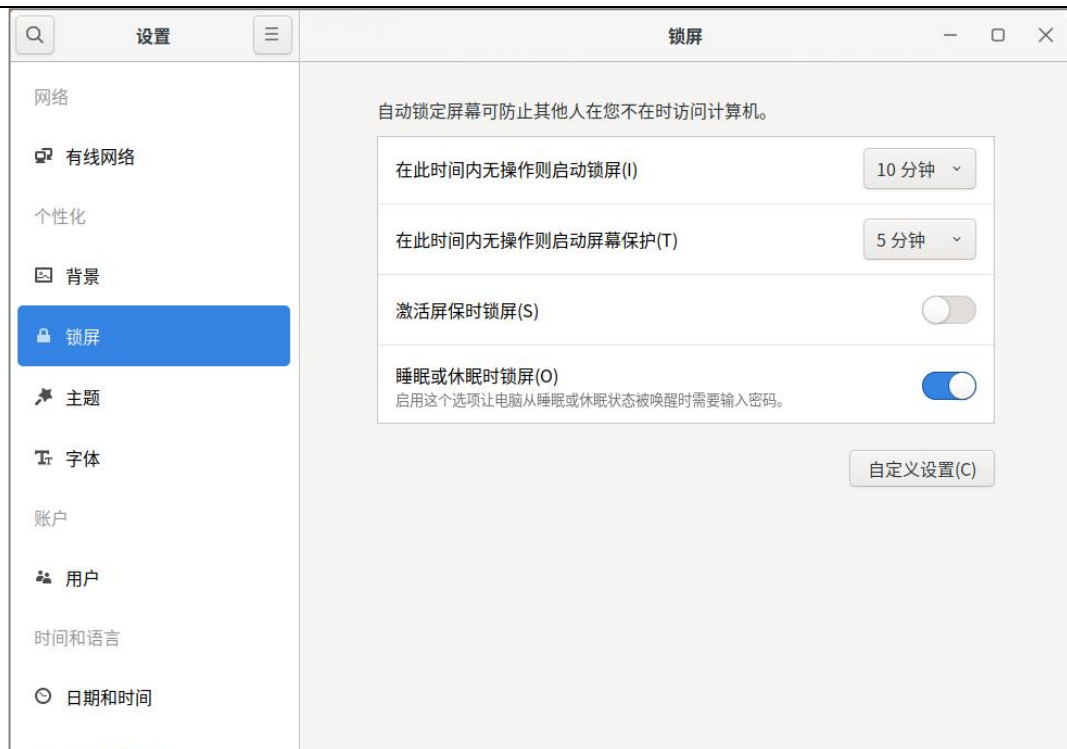 设置
锁屏
网络
有线网络
个性化
背景
锁屏
主题
字体
账户
用户
时间和语言
日期和时间
自动锁定屏幕可防止其他人在您不在时访问计算机。
在此时间内无操作则启动锁屏(I)
10 分钟
在此时间内无操作则启动屏幕保护(T)
5 分钟
激活屏保时锁屏(S)
睡眠或休眠时锁屏(O)
启用这个选项让电脑从睡眠或休眠状态被唤醒时需要输入密码。
自定义设置(C)